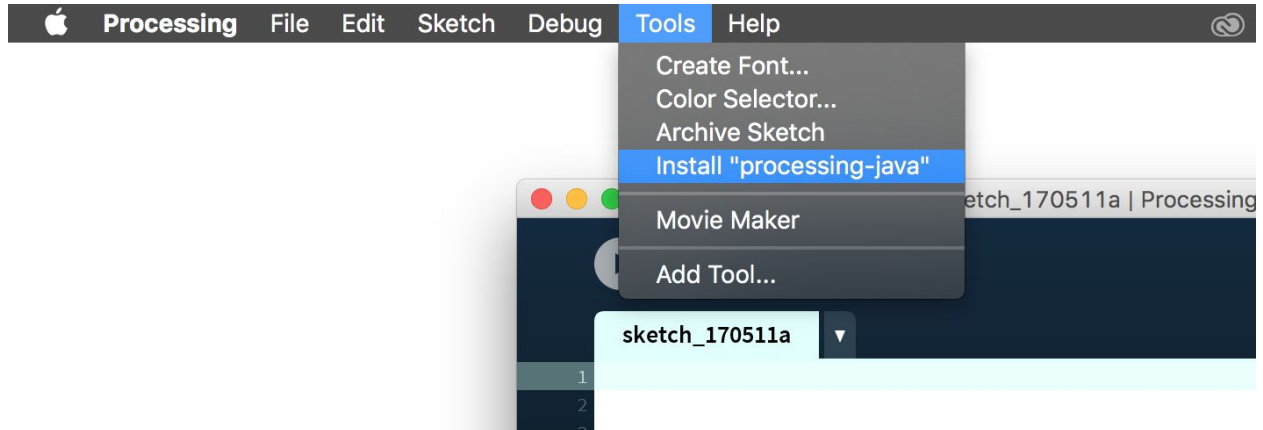 Processing File Edit Sketch Debug Tools Help
Create Font...
Color Selector...
Archive Sketch
Install "processing-java"
Movie Maker
Add Tool...
etch_170511a | Processing
sketch_170511a ▼
1
2